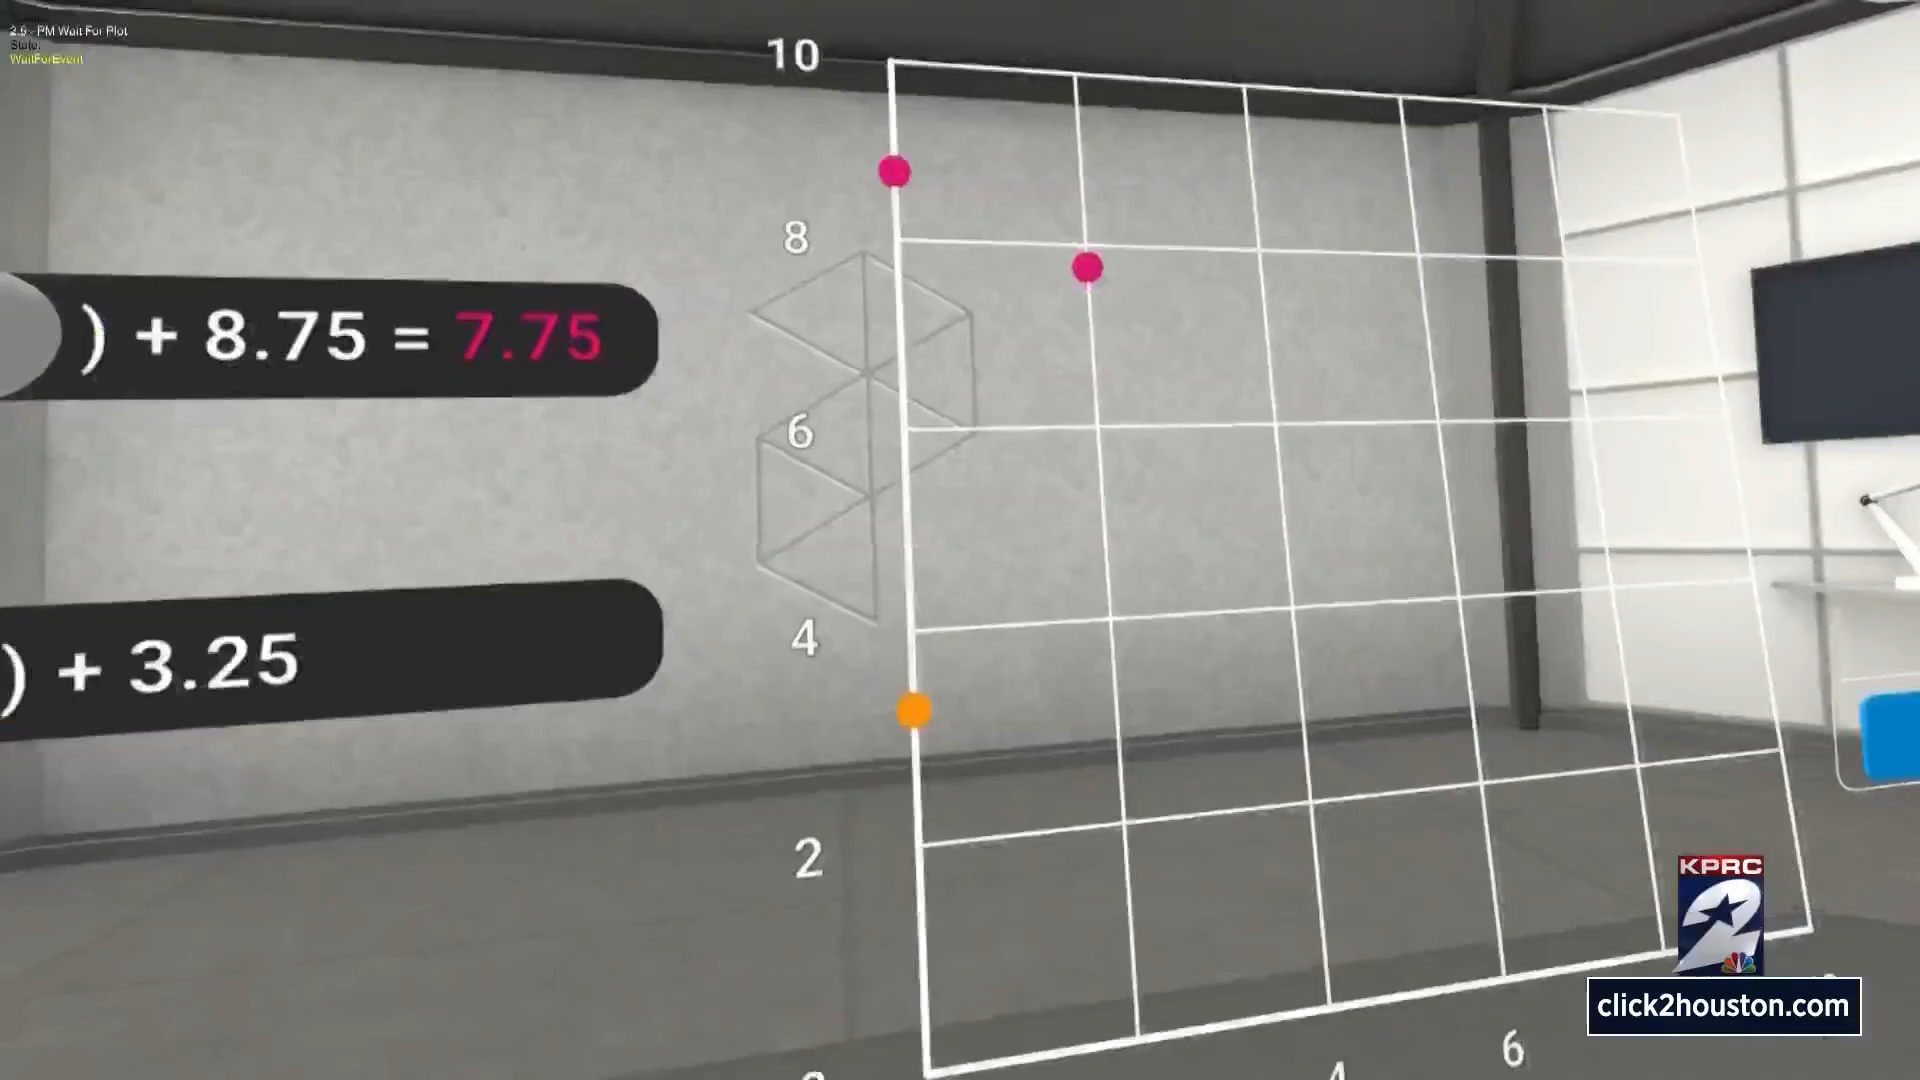 2.5 - PM Wait For Plot
State:
WaitForEvent
10
8
) + 8.75 = 7.75
6
4
) + 3.25
2
KPRC
2
click2houston.com
6
4